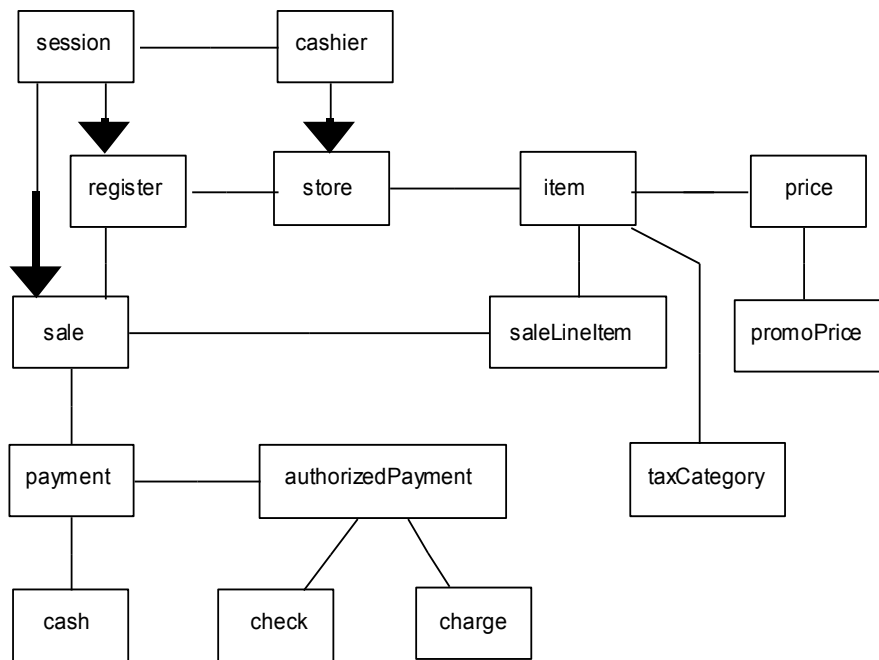 session
cashier
register
store
item
price
sale
saleLineItem
promoPrice
payment
authorizedPayment
taxCategory
cash
check
charge